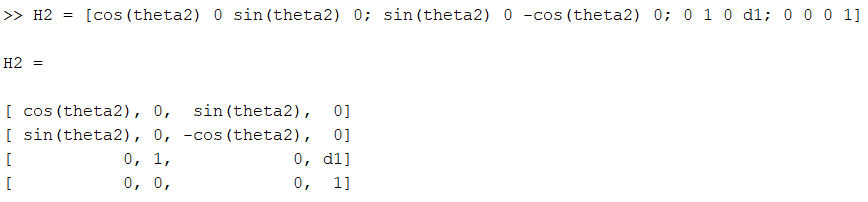 >> H2 = [cos(theta2) 0 sin(theta2) 0; sin(theta2) 0 -cos(theta2) 0; 0 1 0 d1; 0 0 0 1]
H2 =
[ cos(theta2), 0,  sin(theta2),  0]
[ sin(theta2), 0, -cos(theta2),  0]
[           0, 1,            0, d1]
[           0, 0,            0,  1]